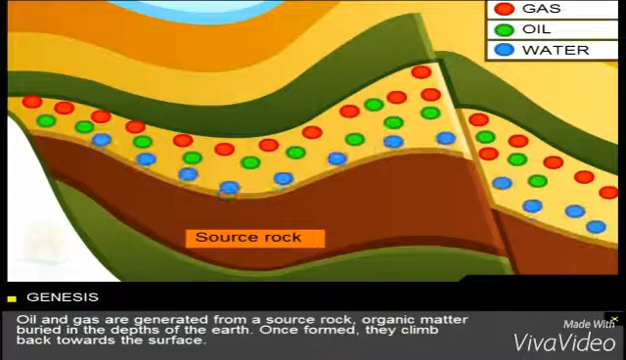 GAS
OIL
WATER
Source rock
GENESIS
Oil and gas are generated from a source rock, organic matter
buried in the depths of the earth. Once formed, they climb
back towards the surface.
Made With
VivaVideo